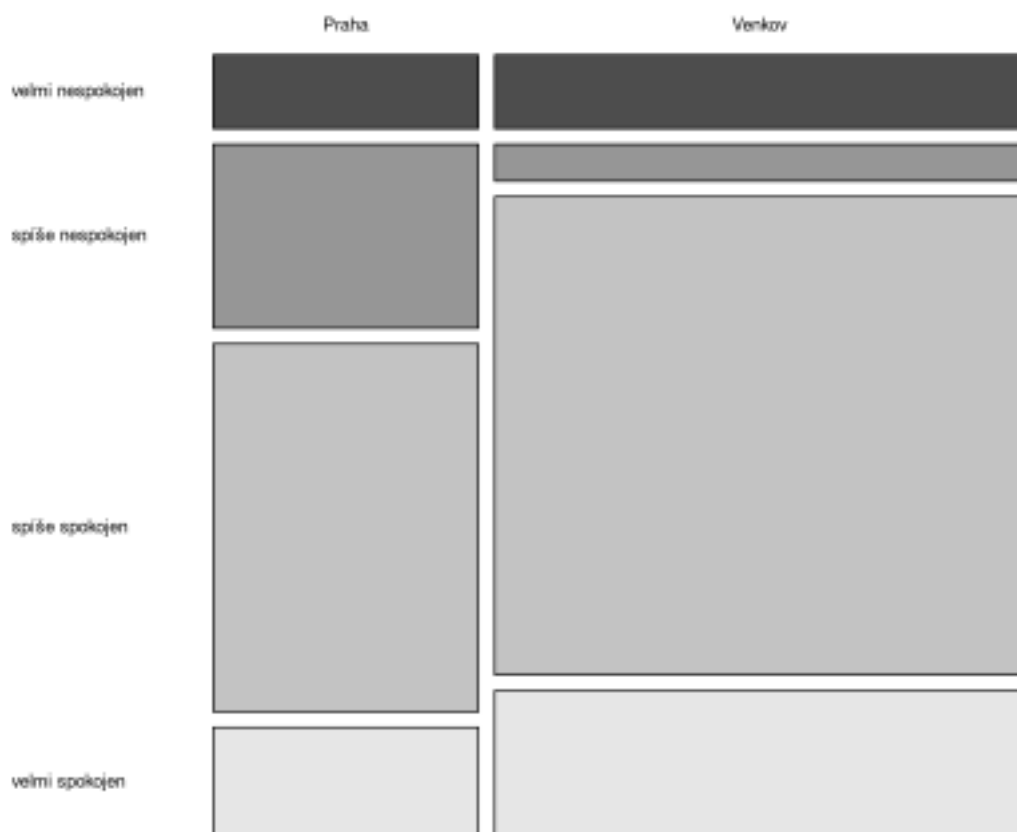 Praha Venkov
velmi nespokojen
spíše nespokojen
spíše spokojen
velmi spokojen